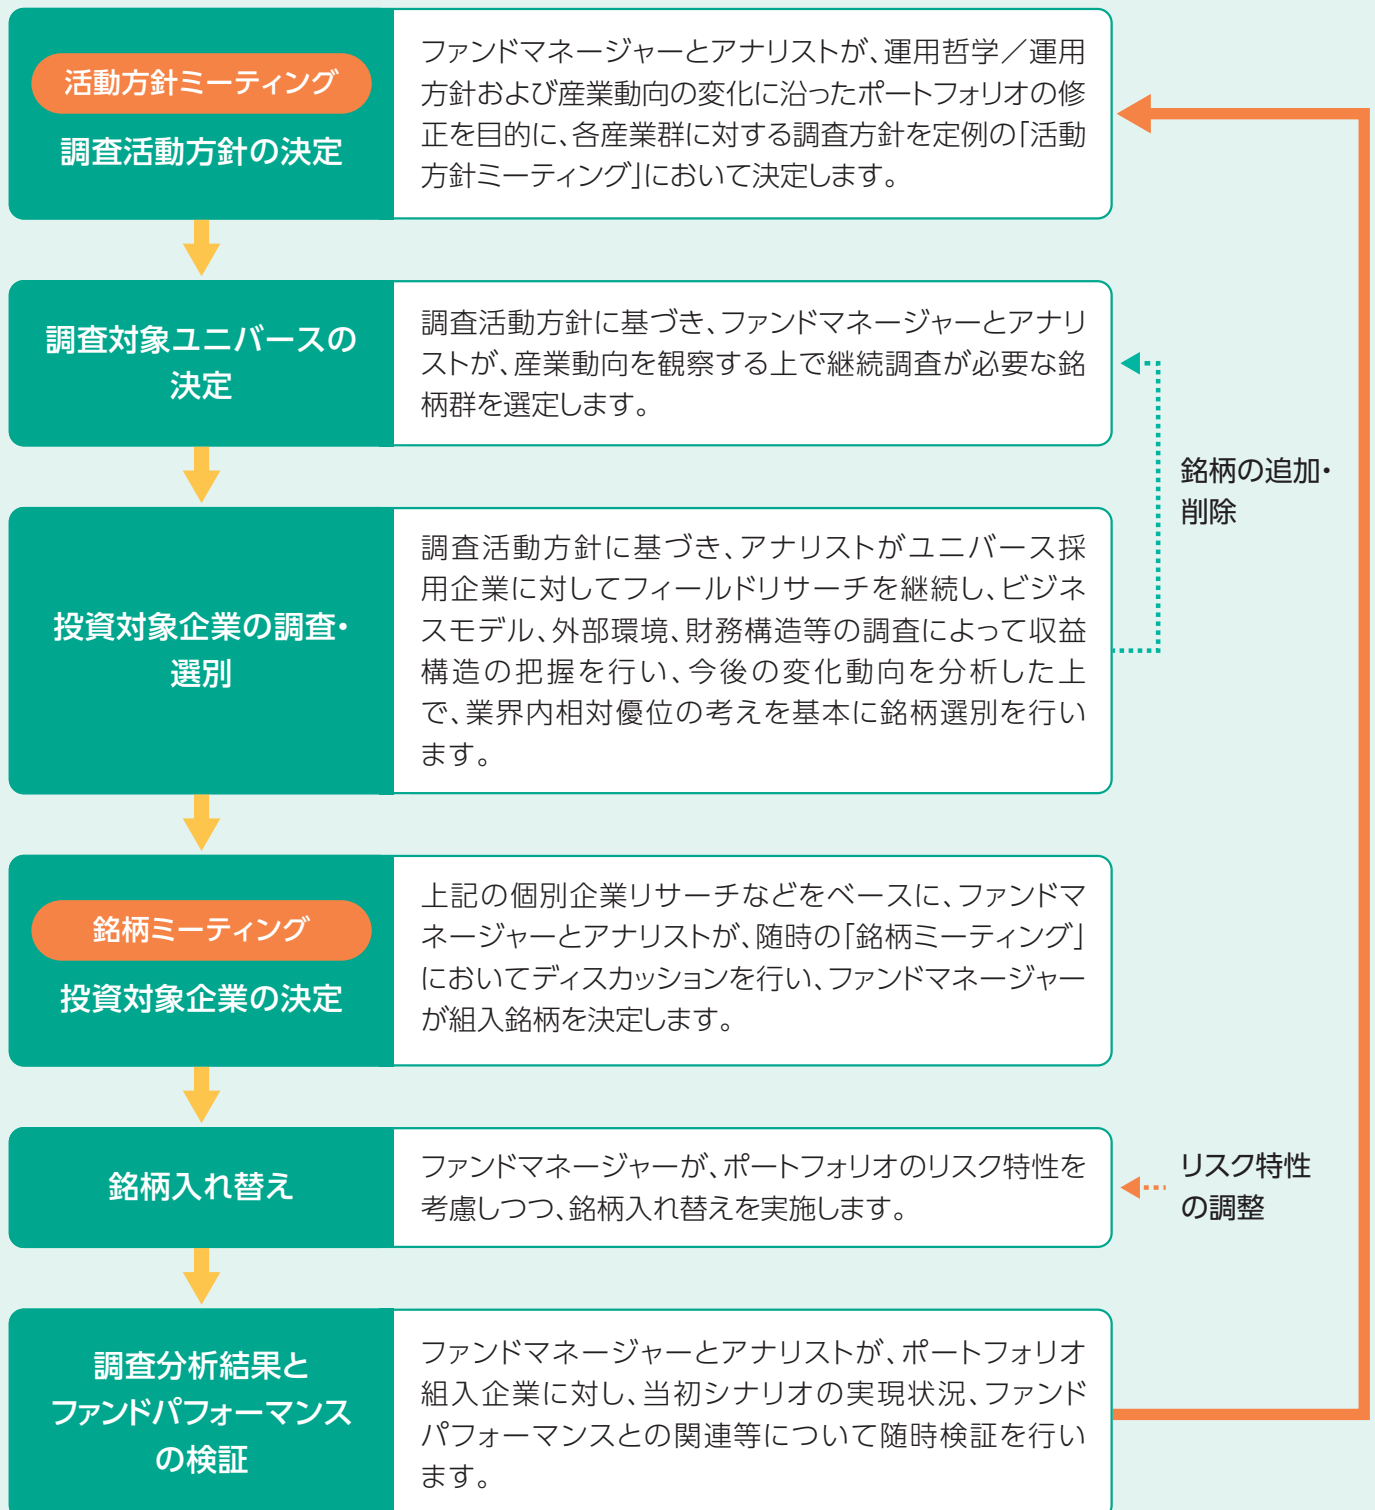 活動方針ミーティング
調査活動方針の決定
ファンドマネージャーとアナリストが、運用哲学／運用
方針および産業動向の変化に沿ったポートフォリオの修
正を目的に、各産業群に対する調査方針を定例の「活動
方針ミーティング」において決定します。
調査対象ユニバースの
決定
調査活動方針に基づき、ファンドマネージャーとアナリ
ストが、産業動向を観察する上で継続調査が必要な銘
柄群を選定します。
銘柄の追加・
削除
投資対象企業の調査・
選別
調査活動方針に基づき、アナリストがユニバース採
用企業に対してフィールドリサーチを継続し、ビジネ
スモデル、外部環境、財務構造等の調査によって収益
構造の把握を行い、今後の変化動向を分析した上
で、業界内相対優位の考えを基本に銘柄選別を行い
ます。
銘柄ミーティング
投資対象企業の決定
上記の個別企業リサーチなどをベースに、ファンドマ
ネージャーとアナリストが、随時の「銘柄ミーティング」
においてディスカッションを行い、ファンドマネージャー
が組入銘柄を決定します。
銘柄入れ替え
ファンドマネージャーが、ポートフォリオのリスク特性を
考慮しつつ、銘柄入れ替えを実施します。
リスク特性
の調整
調査分析結果と
ファンドパフォーマンス
の検証
ファンドマネージャーとアナリストが、ポートフォリオ
組入企業に対し、当初シナリオの実現状況、ファンド
パフォーマンスとの関連等について随時検証を行い
ます。